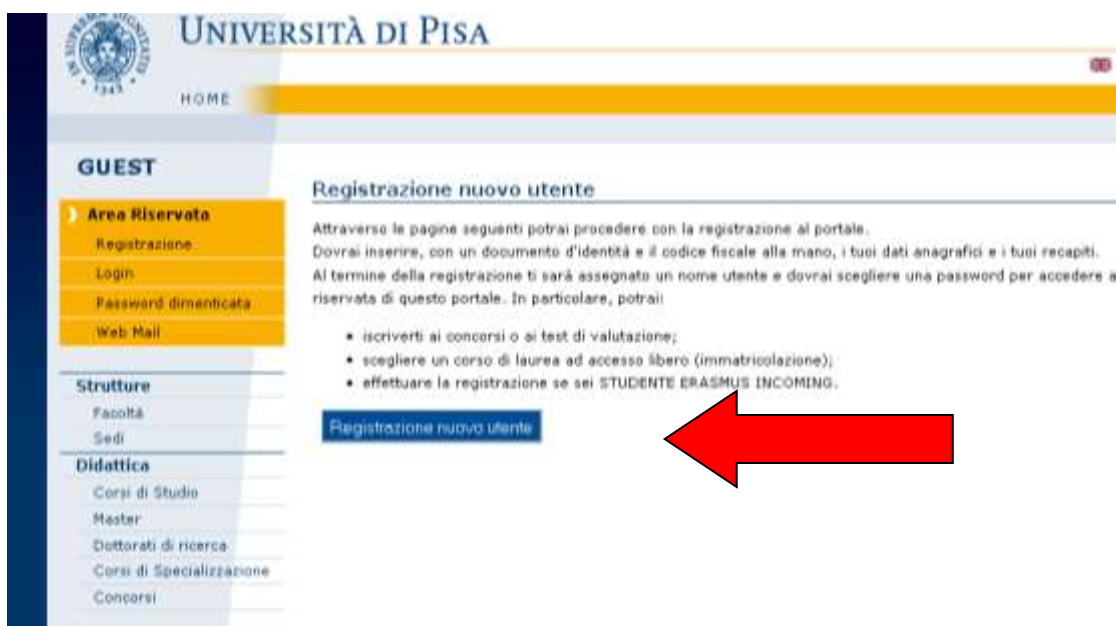 IN SUPREMÆ DIGNITATIS
1343
UNIVERSITÀ DI PISA
HOME
GUEST
Area Riservata
Registrazione
Login
Password dimenticata
Web Mail
Strutture
Facoltà
Sedi
Didattica
Corsi di Studio
Master
Dottorati di ricerca
Corsi di Specializzazione
Concorsi
Registrazione nuovo utente
Attraverso le pagine seguenti potrai procedere con la registrazione al portale.
Dovrai inserire, con un documento d'identità e il codice fiscale alla mano, i tuoi dati anagrafici e i tuoi recapiti.
Al termine della registrazione ti sarà assegnato un nome utente e dovrai scegliere una password per accedere a
riservata di questo portale. In particolare, potrai:
• iscriverti ai concorsi o ai test di valutazione;
• scegliere un corso di laurea ad accesso libero (immatricolazione);
• effettuare la registrazione se sei STUDENTE ERASMUS INCOMING.
Registrazione nuovo utente